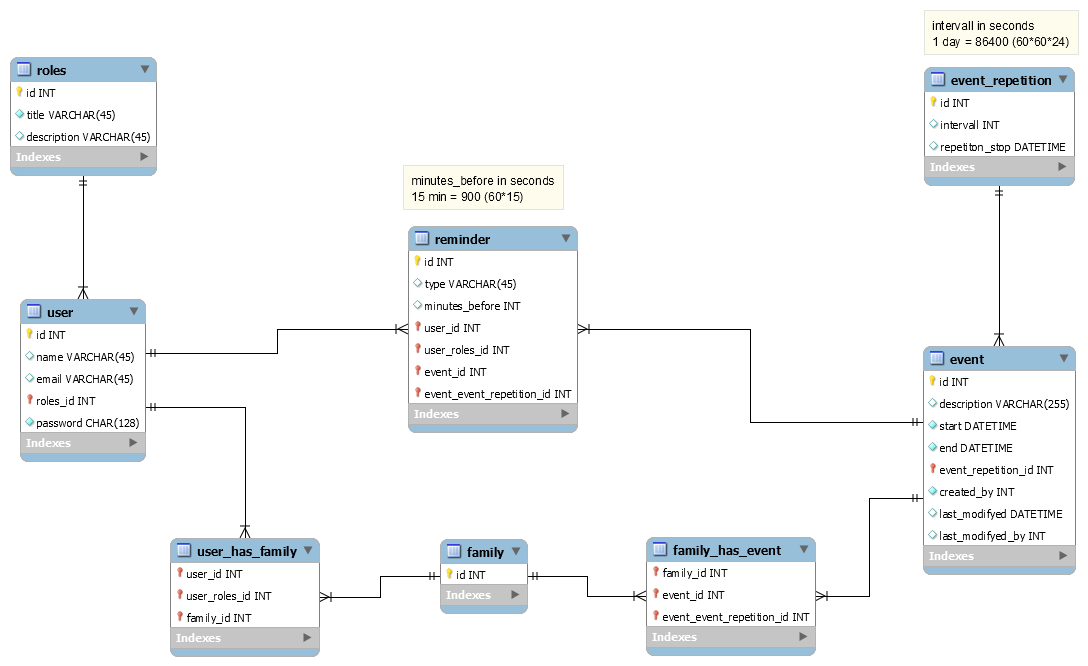 intervall in seconds
1 day = 86400 (60*60*24)
roles
id INT
title VARCHAR(45)
description VARCHAR(45)
Indexes
event_repetition
id INT
intervall INT
repetiton_stop DATETIME
Indexes
minutes_before in seconds
15 min = 900 (60*15)
reminder
id INT
type VARCHAR(45)
minutes_before INT
user_id INT
user_roles_id INT
event_id INT
event_event_repetition_id INT
Indexes
user
id INT
name VARCHAR(45)
email VARCHAR(45)
roles_id INT
password CHAR(128)
Indexes
event
id INT
description VARCHAR(255)
start DATETIME
end DATETIME
event_repetition_id INT
created_by INT
last_modifyed DATETIME
last_modifyed_by INT
Indexes
user_has_family
user_id INT
user_roles_id INT
family_id INT
Indexes
family
id INT
Indexes
family_has_event
family_id INT
event_id INT
event_event_repetition_id INT
Indexes